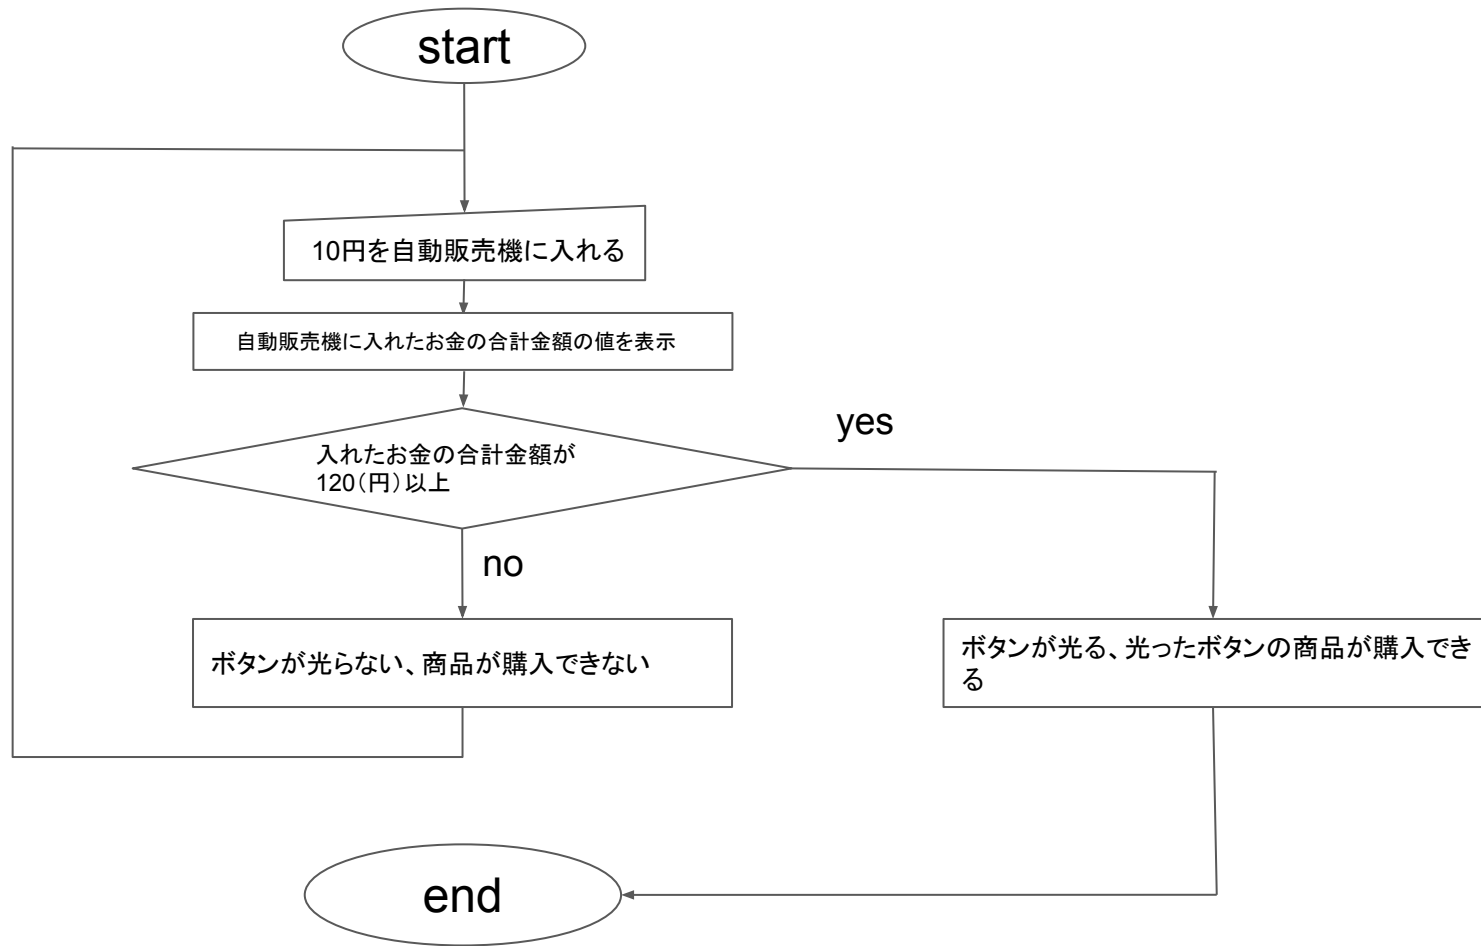 start
10円を自動販売機に入れる
自動販売機に入れたお金の合計金額の値を表示
入れたお金の合計金額が
120（円）以上
yes
no
ボタンが光らない、商品が購入できない
ボタンが光る、光ったボタンの商品が購入でき
る
end